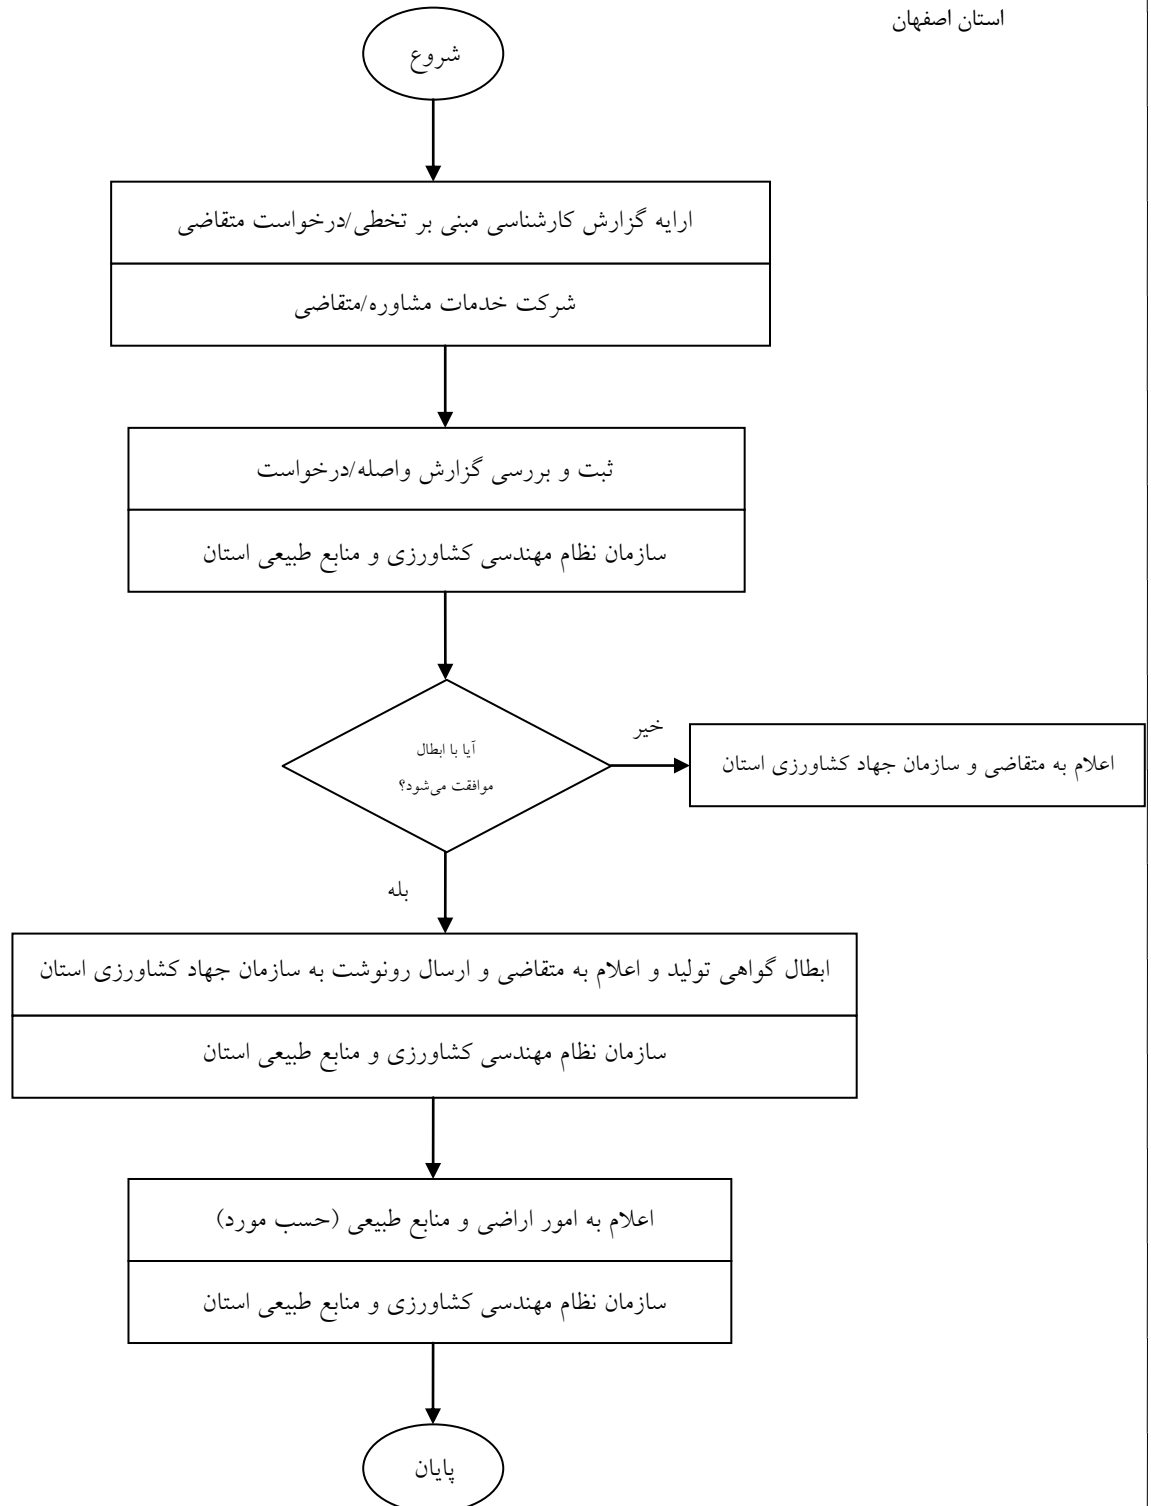 استان اصفهان
شروع
ارایه گزارش کارشناسی مبنی بر تخطی/درخواست متقاضی
شرکت خدمات مشاوره/متقاضی
ثبت و بررسی گزارش واصله/درخواست
سازمان نظام مهندسی کشاورزی و منابع طبیعی استان
آیا با ابطال
موافقت می‌شود؟
خیر
اعلام به متقاضی و سازمان جهاد کشاورزی استان
بله
ابطال گواهی تولید و اعلام به متقاضی و ارسال رونوشت به سازمان جهاد کشاورزی استان
سازمان نظام مهندسی کشاورزی و منابع طبیعی استان
اعلام به امور اراضی و منابع طبیعی (حسب مورد)
سازمان نظام مهندسی کشاورزی و منابع طبیعی استان
پایان